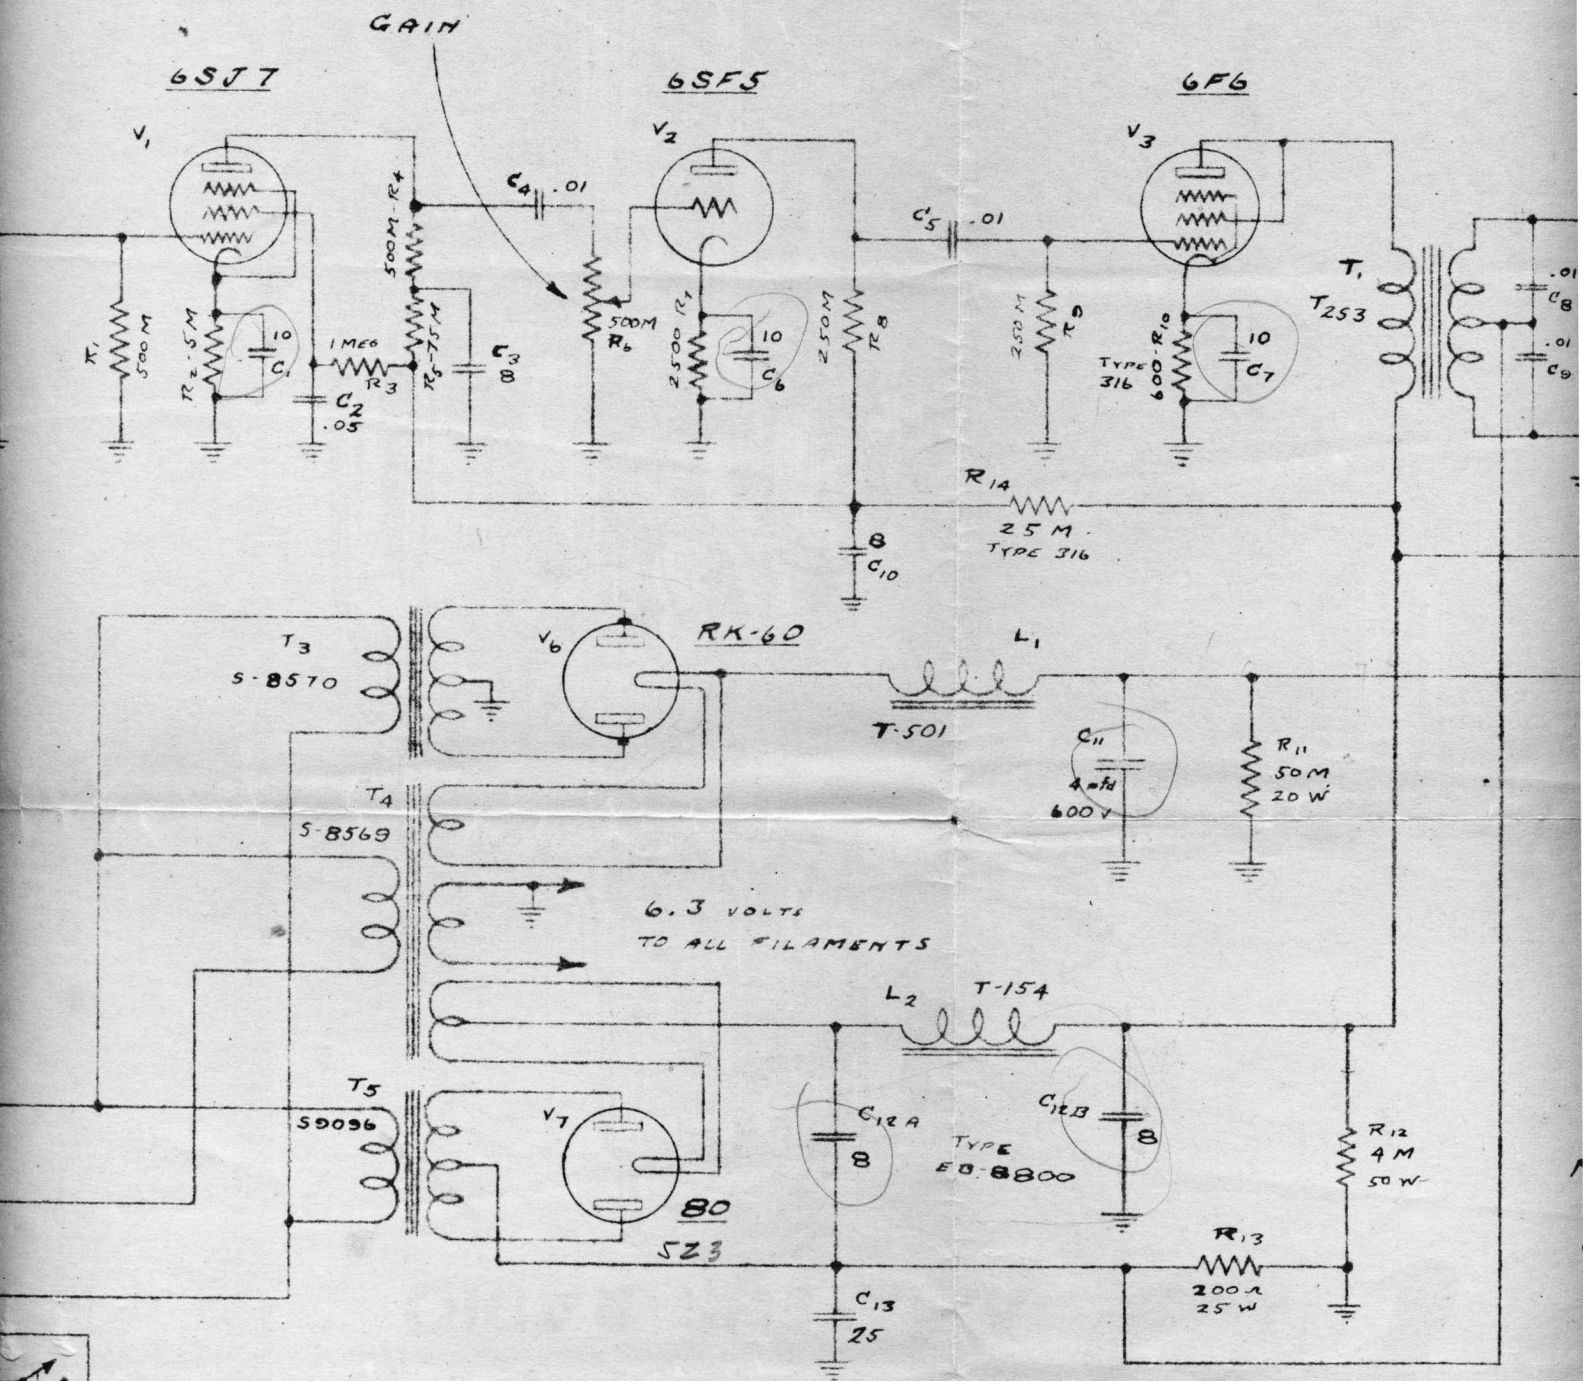 GAIN
6SJ7
6SF5
6F6
V1
V2
V3
500M-R4
C4 .01
C5 .01
R1
500M
R2-5M
10
C1
1 MEG
R3
R5-75M
C3
8
C2
.05
500M
R6
2500 R7
10
C6
250M
R8
250M
R9
TYPE
316
600-R10
10
C7
T1
T253
.01
C8
.01
C9
R14
25 M.
TYPE 316
8
C10
T3
S-8570
V6
RK-60
L1
T-501
C11
4 mfd
600 V
R11
50 M
20 W
T4
S-8569
6.3 VOLTS
TO ALL FILAMENTS
L2 T-154
T5
S9096
V7
80
5Z3
C12A
8
TYPE
EB-8800
C12B
8
R12
4 M
50 W
R13
200 Ω
25 W
C13
25